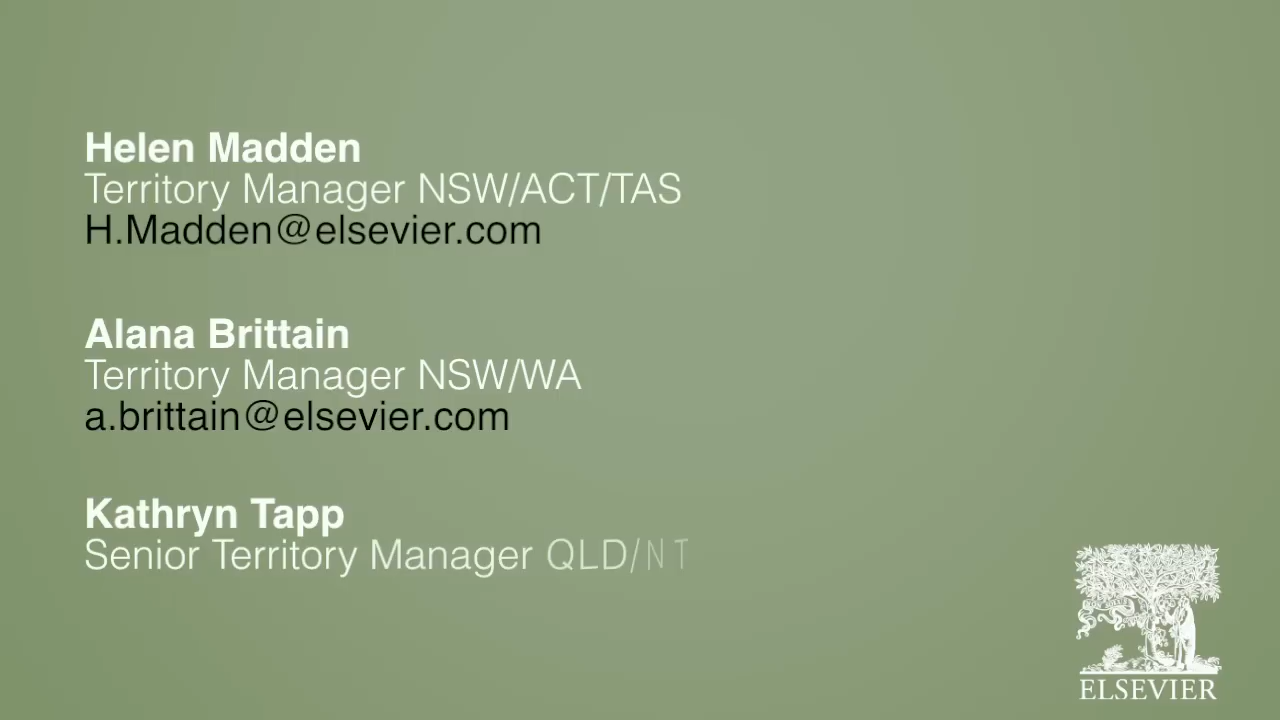 Helen Madden
Territory Manager NSW/ACT/TAS
H.Madden@elsevier.com
Alana Brittain
Territory Manager NSW/WA
a.brittain@elsevier.com
Kathryn Tapp
Senior Territory Manager QLD/NT
ELSEVIER